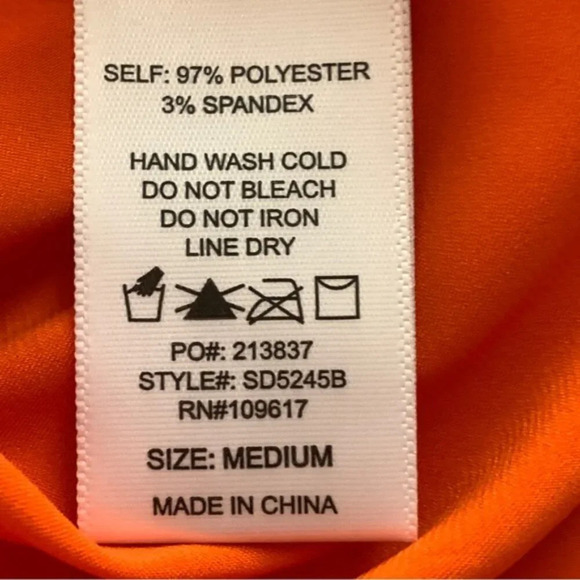 SELF: 97% POLYESTER
3% SPANDEX
HAND WASH COLD
DO NOT BLEACH
DO NOT IRON
LINE DRY
PO#: 213837
STYLE#: SD5245B
RN#109617
SIZE: MEDIUM
MADE IN CHINA